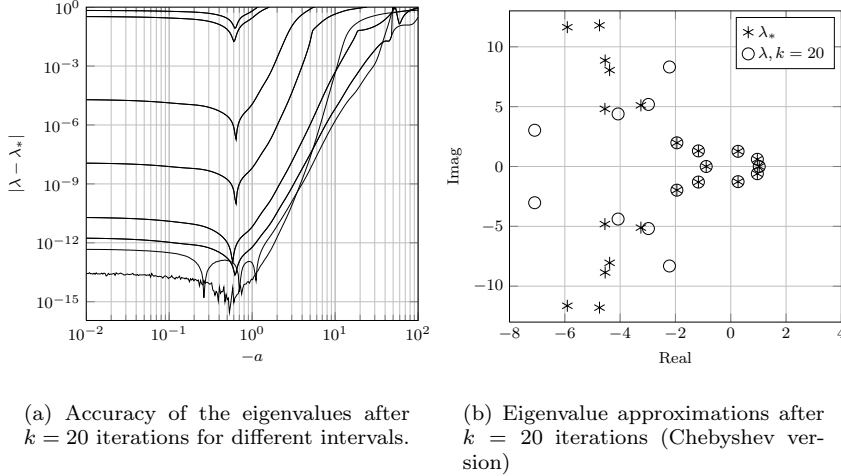 10^0
10^−3
10^−6
10^−9
10^−12
10^−15
|λ − λ∗|
10^−2 10^−1 10^0 10^1 10^2
−a
10
5
0
−5
−10
Imag
λ∗
λ, k = 20
−8 −6 −4 −2 0 2 4
Real
(a) Accuracy of the eigenvalues after
k = 20 iterations for different intervals.
(b) Eigenvalue approximations after
k = 20 iterations (Chebyshev ver-
sion)